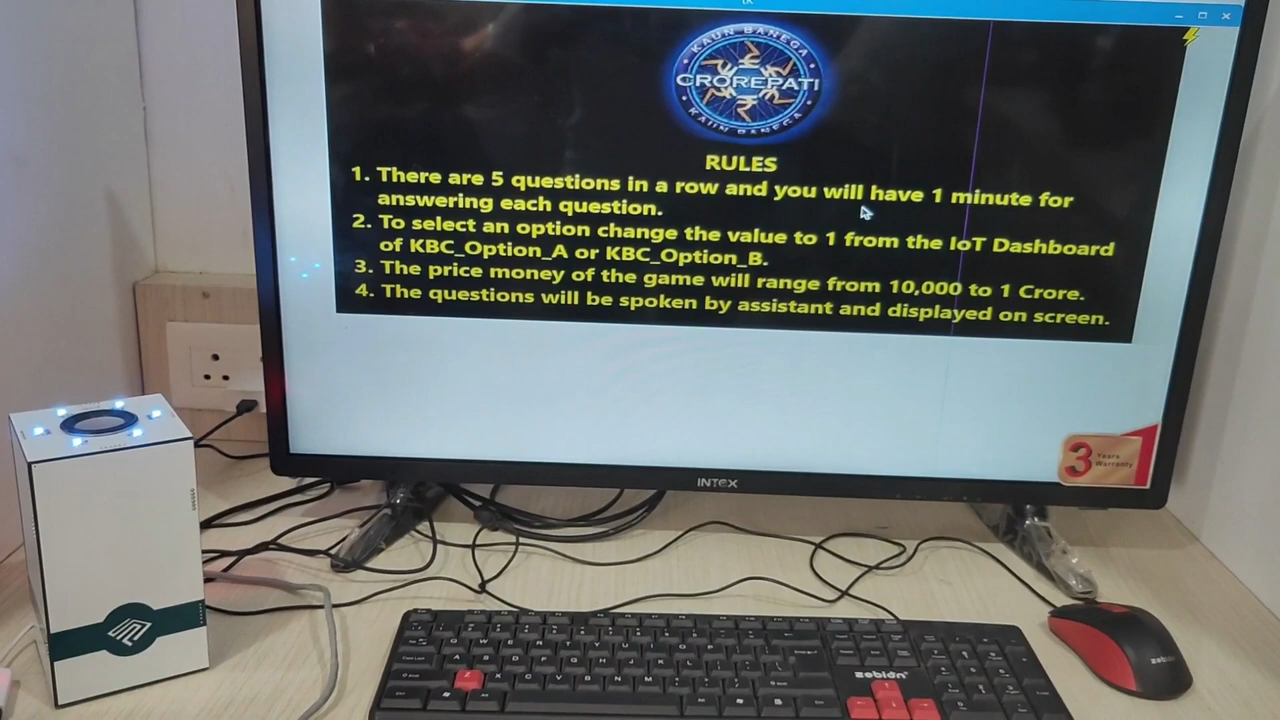 tk
KAUN BANEGA
CROREPATI
KAUN BANEGA
RULES
1. There are 5 questions in a row and you will have 1 minute for
answering each question.
2. To select an option change the value to 1 from the IoT Dashboard
of KBC_Option_A or KBC_Option_B.
3. The price money of the game will range from 10,000 to 1 Crore.
4. The questions will be spoken by assistant and displayed on screen.
3 Years
Warranty
INTEX
zebion
zebion